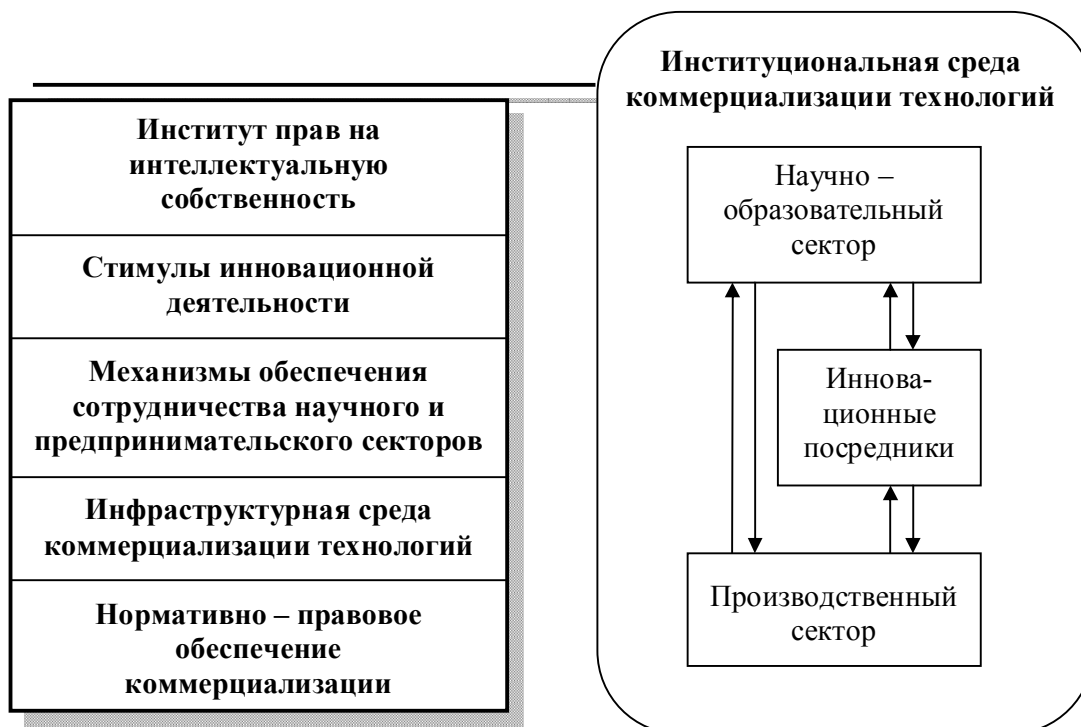 Институт прав на
интеллектуальную
собственность
Стимулы инновационной
деятельности
Механизмы обеспечения
сотрудничества научного и
предпринимательского секторов
Инфраструктурная среда
коммерциализации технологий
Нормативно – правовое
обеспечение
коммерциализации
Институциональная среда
коммерциализации технологий
Научно –
образовательный
сектор
Иннова-
ционные
посредники
Производственный
сектор